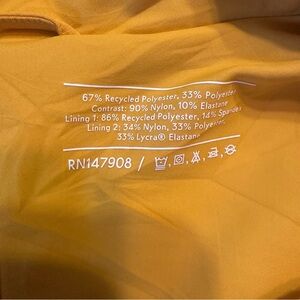 67% Recycled Polyester, 33% Polyester
Contrast: 90% Nylon, 10% Elastane
Lining 1: 86% Recycled Polyester, 14% Spandex
Lining 2: 34% Nylon, 33% Polyester,
33% Lycra® Elastane
RN147908 /